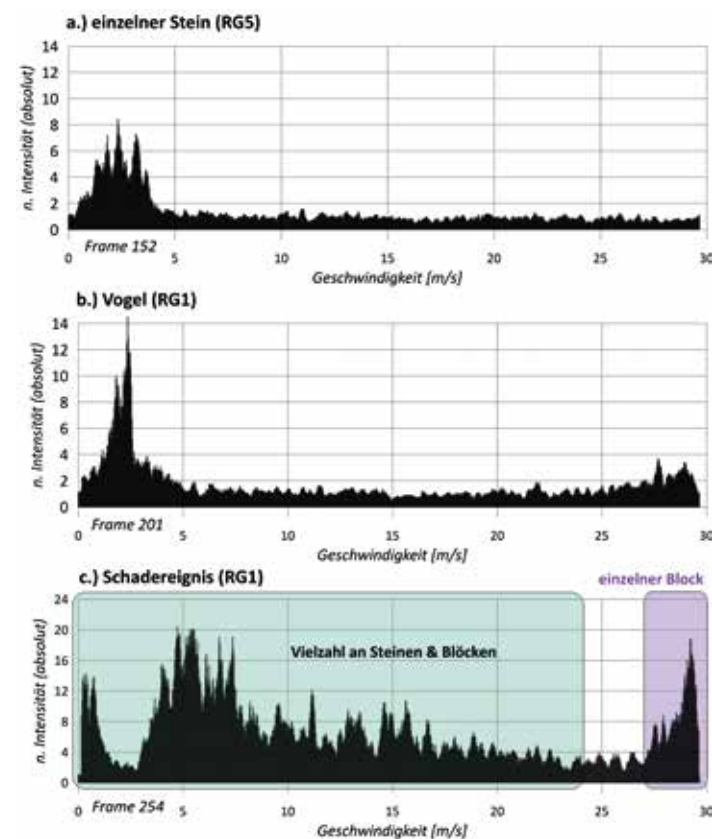 a.) einzelner Stein (RG5)
n. Intensität (absolut)
14
12
10
8
6
4
2
0
Frame 152
0 5 10 15 20 25 30
Geschwindigkeit [m/s]
b.) Vogel (RG1)
n. Intensität (absolut)
14
12
10
8
6
4
2
0
Frame 201
0 5 10 15 20 25 30
Geschwindigkeit [m/s]
c.) Schadereignis (RG1) einzelner Block
n. Intensität (absolut)
24
20
16
12
8
4
0
Vielzahl an Steinen & Blöcken
Frame 254
0 5 10 15 20 25 30
Geschwindigkeit [m/s]